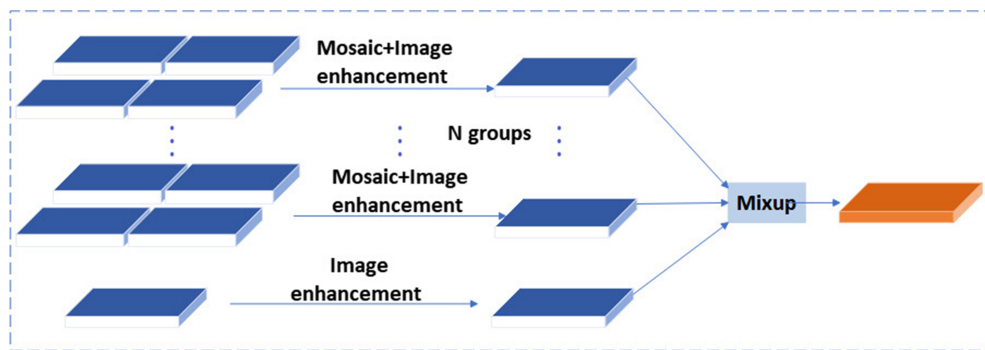 Mosaic+Image
enhancement
N groups
Mosaic+Image
enhancement
Mixup
Image
enhancement